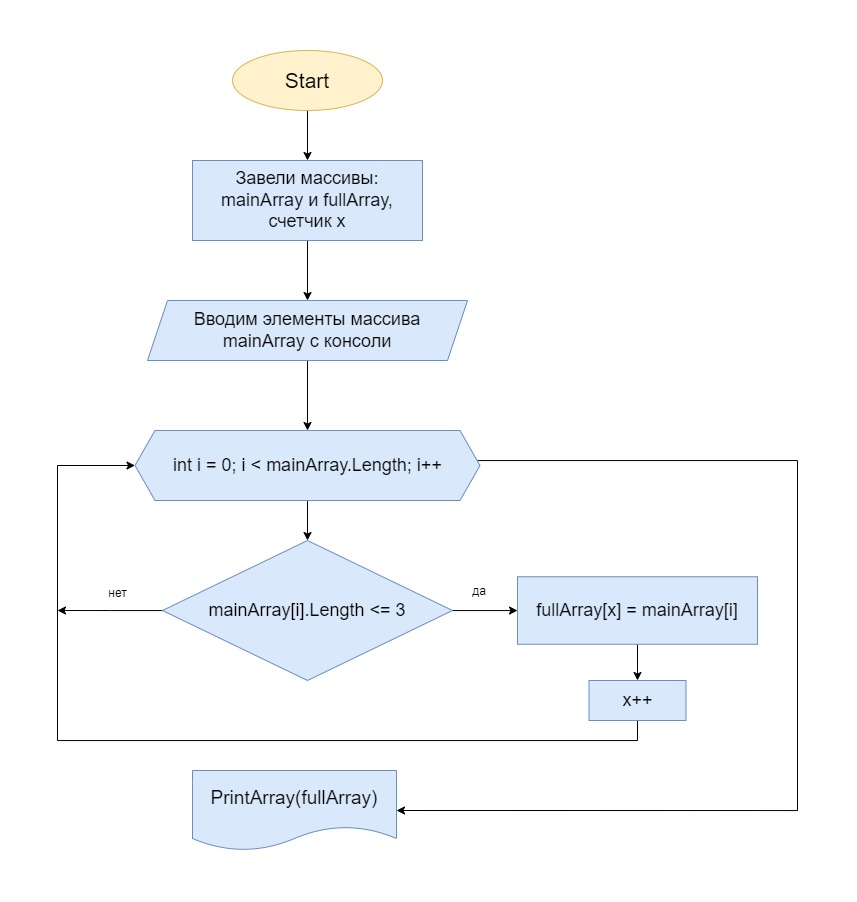 Start
Завели массивы:
mainArray и fullArray,
счетчик x
Вводим элементы массива
mainArray с консоли
int i = 0; i < mainArray.Length; i++
нет
mainArray[i].Length <= 3
да
fullArray[x] = mainArray[i]
x++
PrintArray(fullArray)